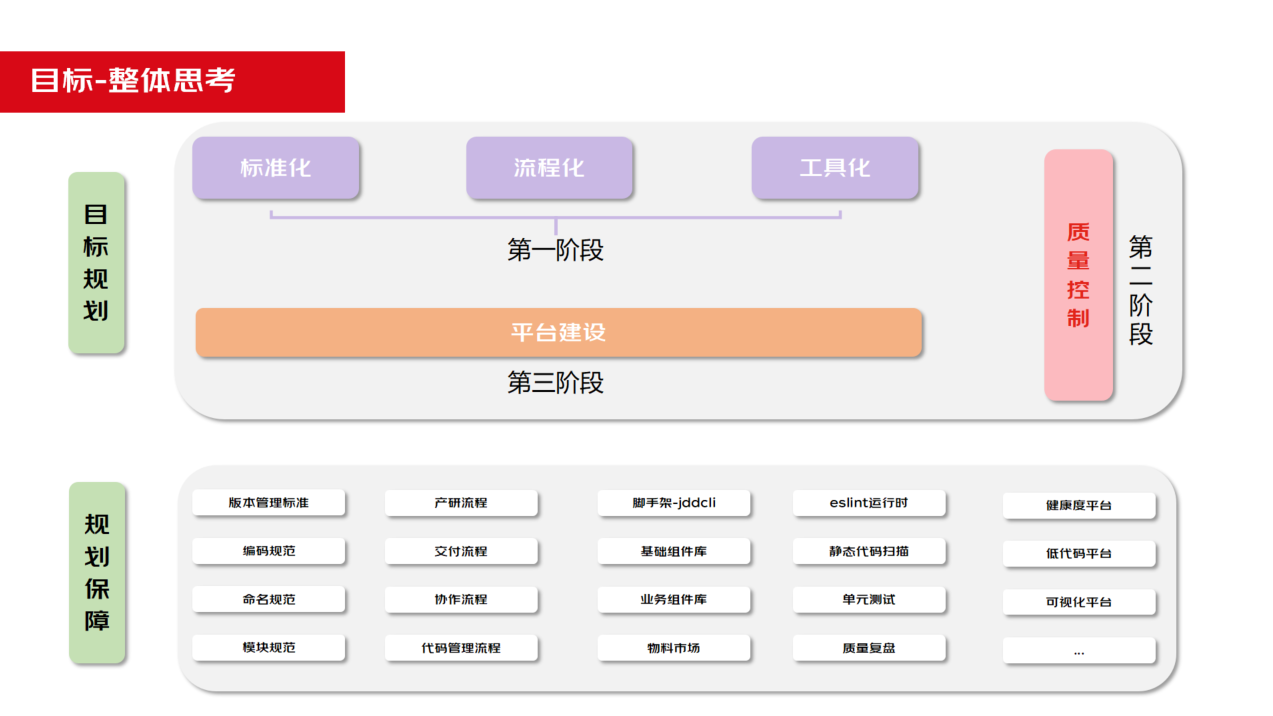 目标-整体思考
目标规划
标准化
流程化
工具化
第一阶段
平台建设
第三阶段
质量控制
第二阶段
规划保障
版本管理标准
产研流程
脚手架-jddcli
eslint运行时
健康度平台
编码规范
交付流程
基础组件库
静态代码扫描
低代码平台
命名规范
协作流程
业务组件库
单元测试
可视化平台
模块规范
代码管理流程
物料市场
质量复盘
...